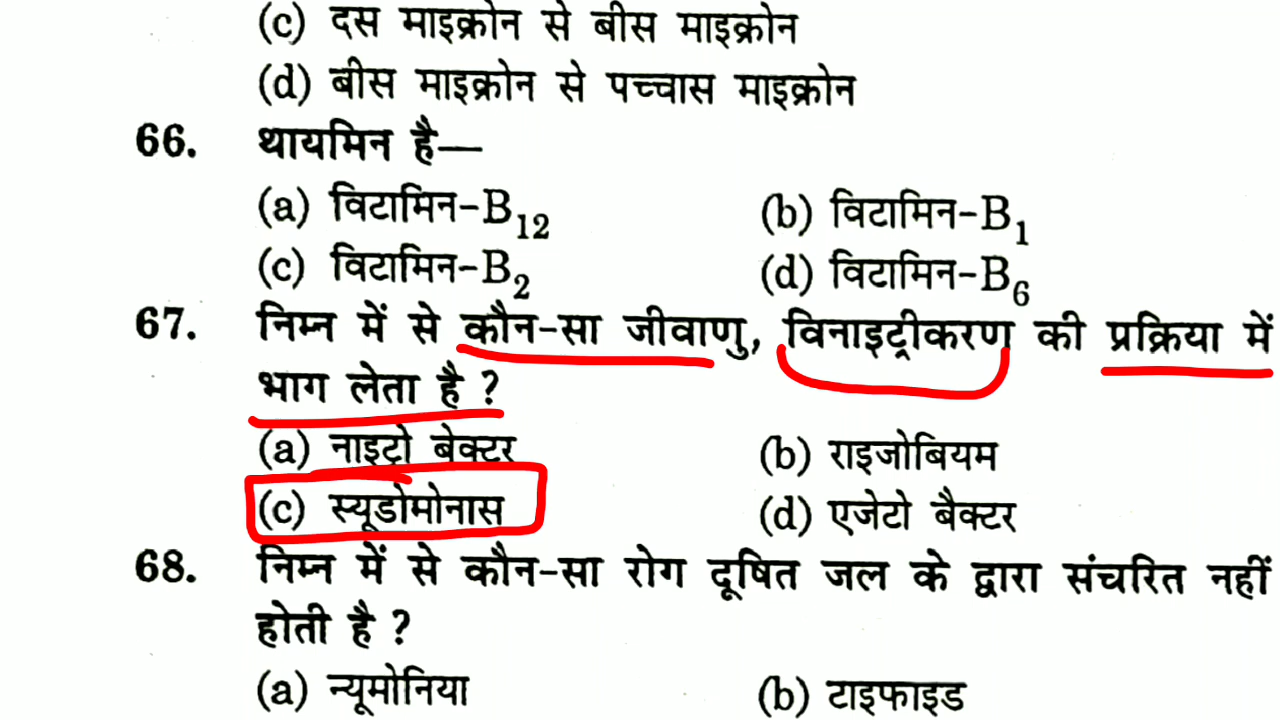 (c) दस माइक्रोन से बीस माइक्रोन
(d) बीस माइक्रोन से पच्चास माइक्रोन
66. थायमिन है—
(a) विटामिन-B₁₂ (b) विटामिन-B₁
(c) विटामिन-B₂ (d) विटामिन-B₆
67. निम्न में से कौन-सा जीवाणु, विनाइट्रीकरण की प्रक्रिया में
भाग लेता है ?
(a) नाइट्रो बेक्टर (b) राइजोबियम
(c) स्यूडोमोनास (d) एजेटो बैक्टर
68. निम्न में से कौन-सा रोग दूषित जल के द्वारा संचरित नहीं
होती है ?
(a) न्यूमोनिया (b) टाइफाइड